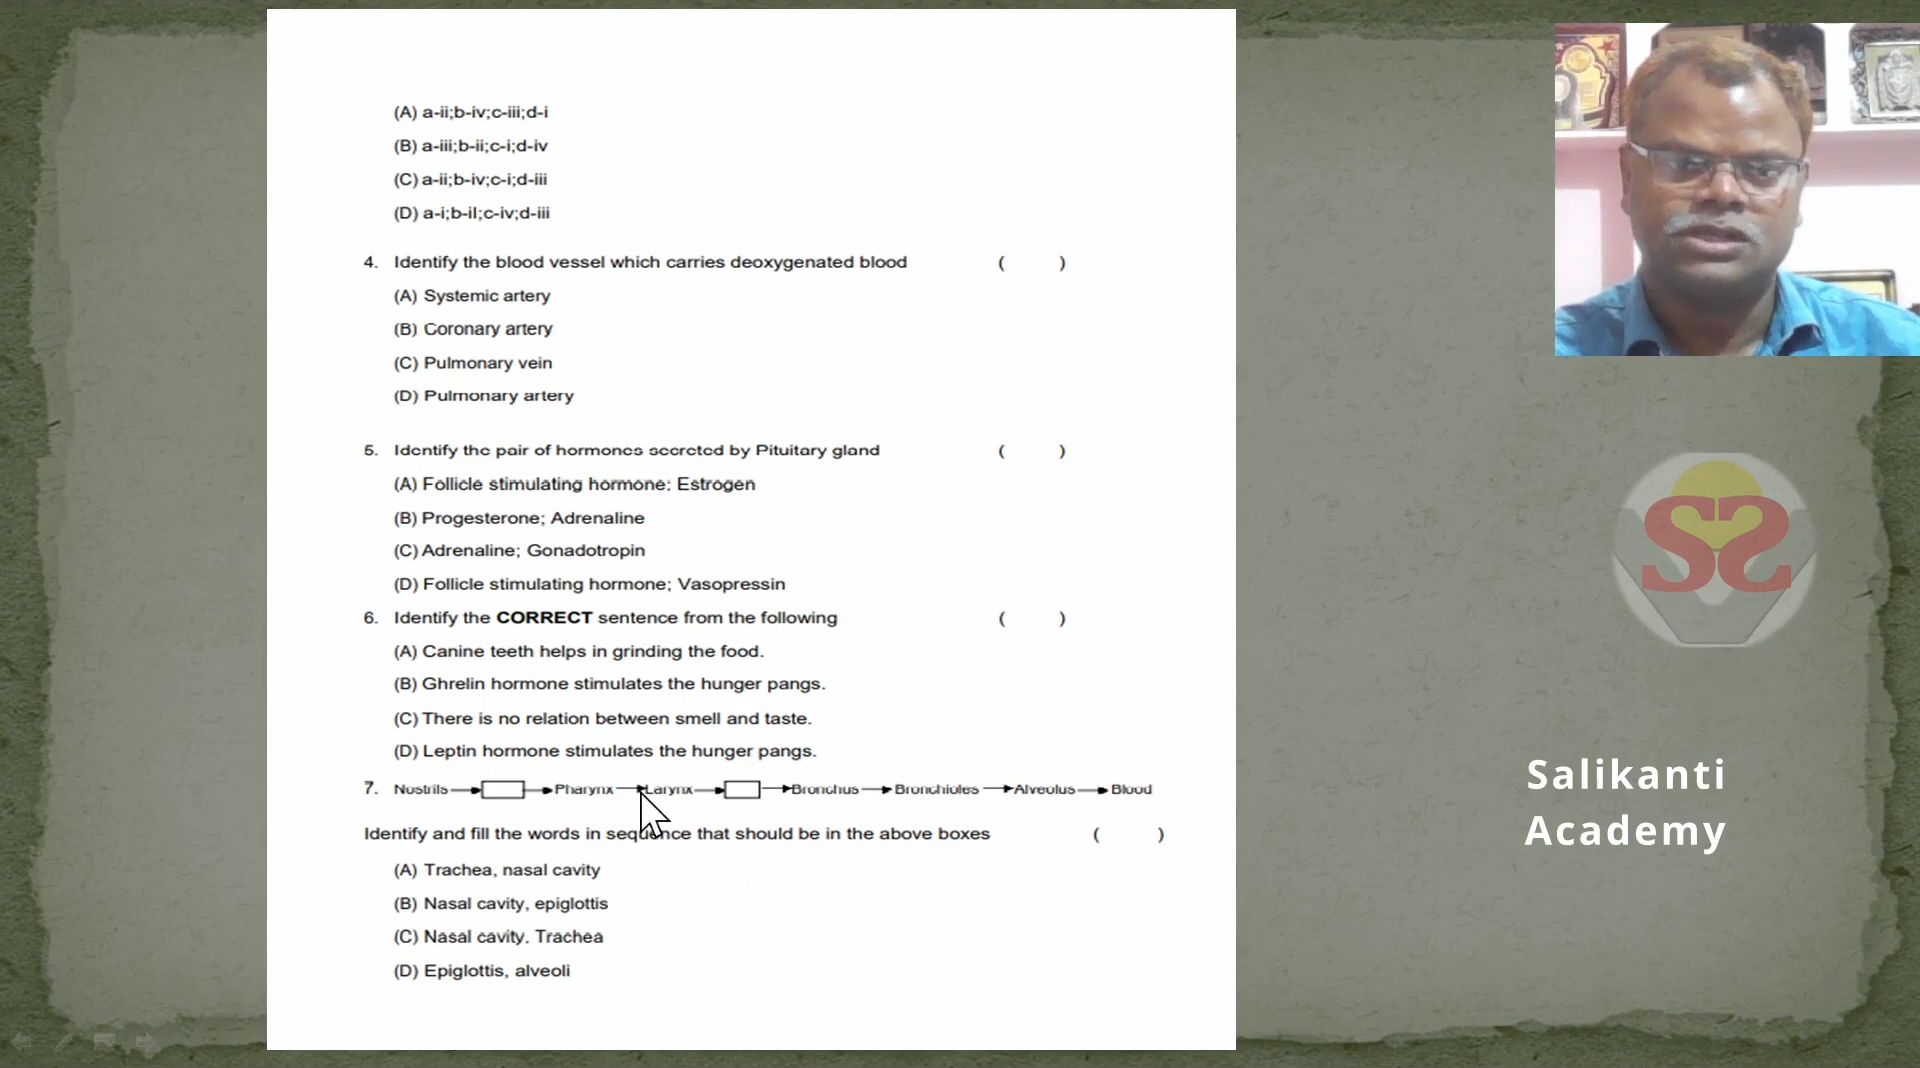 (A) a-ii;b-iv;c-iii;d-i
(B) a-iii;b-ii;c-i;d-iv
(C) a-ii;b-iv;c-i;d-iii
(D) a-i;b-iI;c-iv;d-iii
4. Identify the blood vessel which carries deoxygenated blood ( )
(A) Systemic artery
(B) Coronary artery
(C) Pulmonary vein
(D) Pulmonary artery
5. Identify the pair of hormones secreted by Pituitary gland ( )
(A) Follicle stimulating hormone; Estrogen
(B) Progesterone; Adrenaline
(C) Adrenaline; Gonadotropin
(D) Follicle stimulating hormone; Vasopressin
6. Identify the CORRECT sentence from the following ( )
(A) Canine teeth helps in grinding the food.
(B) Ghrelin hormone stimulates the hunger pangs.
(C) There is no relation between smell and taste.
(D) Leptin hormone stimulates the hunger pangs.
7. Nostrils Pharynx Larynx Bronchus Bronchioles Alveolus Blood
Identify and fill the words in sequence that should be in the above boxes ( )
(A) Trachea, nasal cavity
(B) Nasal cavity, epiglottis
(C) Nasal cavity, Trachea
(D) Epiglottis, alveoli
Salikanti
Academy